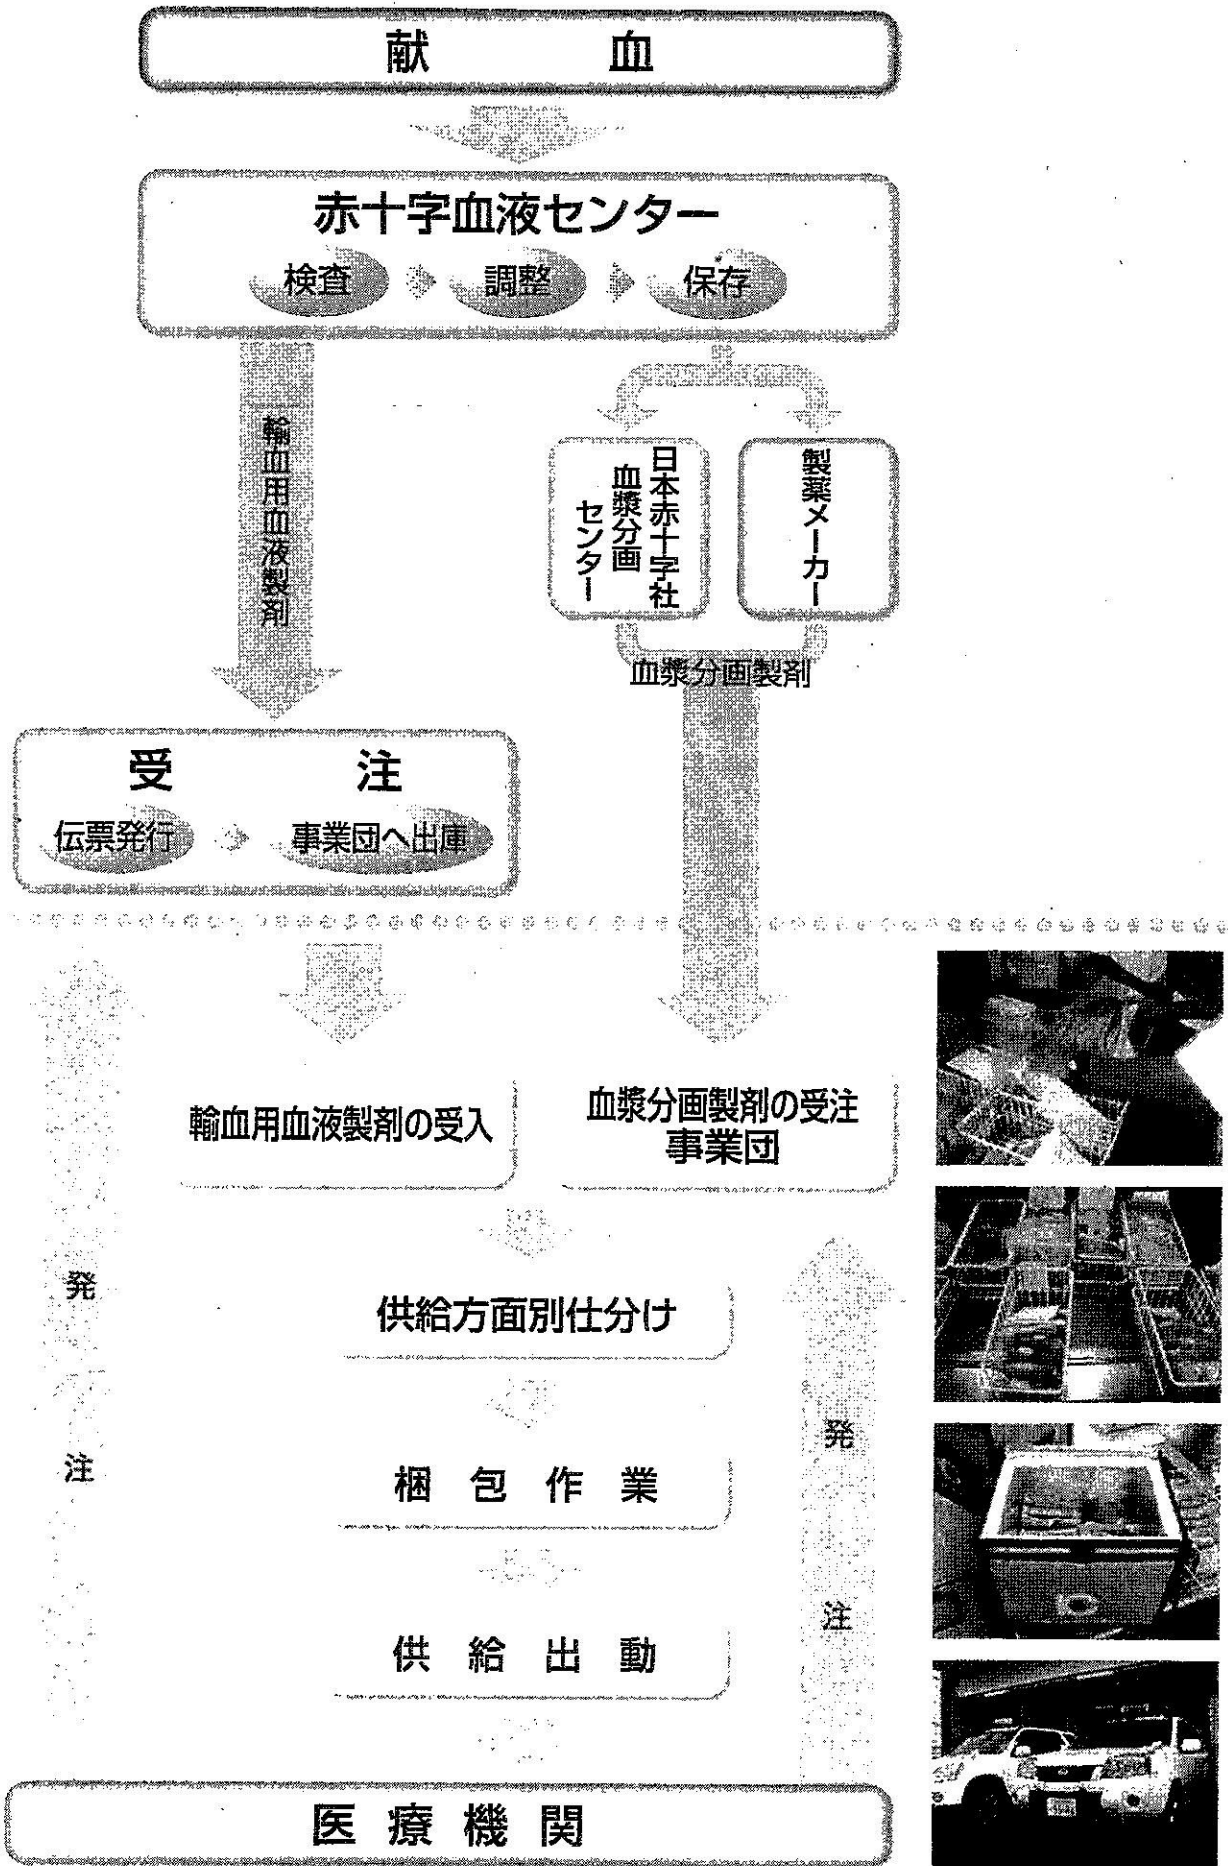 献血
赤十字血液センター
検査
調整
保存
輸血用血液製剤
日本赤十字社
血漿分画
センター
製薬メーカー
血漿分画製剤
受注
伝票発行
事業団へ出庫
輸血用血液製剤の受入
血漿分画製剤の受注
事業団
発注
供給方面別仕分け
発注
梱包作業
供給出動
医療機関